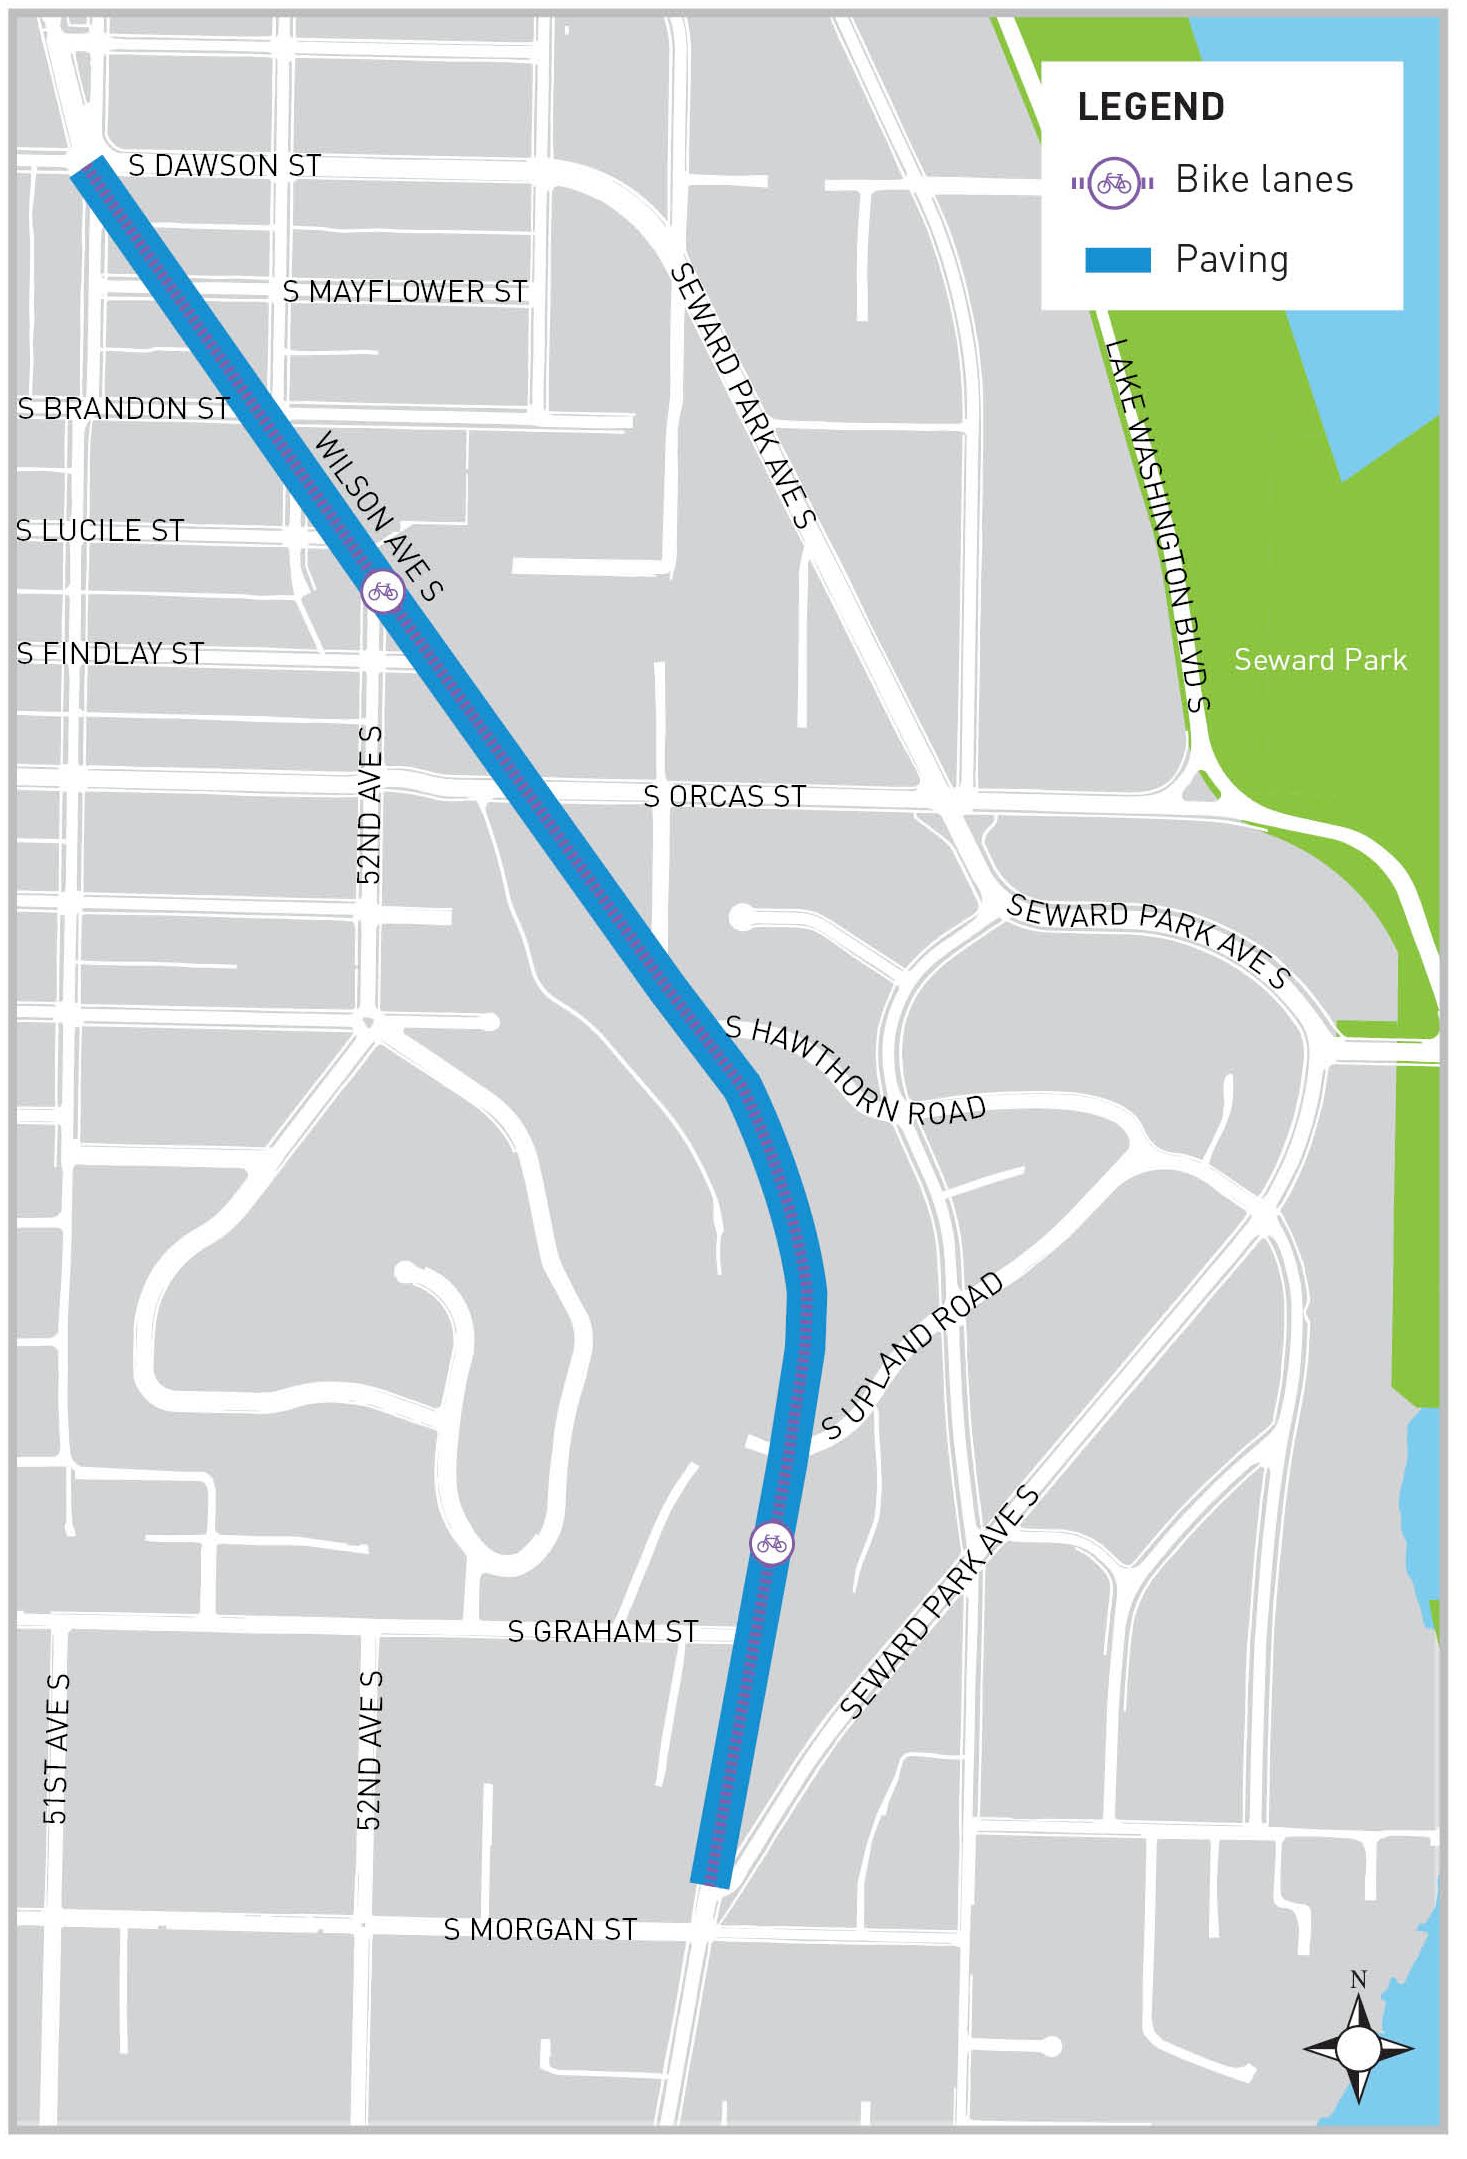 LEGEND
Bike lanes
Paving
S DAWSON ST
S MAYFLOWER ST
SEWARD PARK AVE S
LAKE WASHINGTON BLVD S
S BRANDON ST
WILSON AVE S
S LUCILE ST
S FINDLAY ST
Seward Park
52ND AVE S
S ORCAS ST
SEWARD PARK AVE S
S HAWTHORN ROAD
S UPLAND ROAD
SEWARD PARK AVE S
S GRAHAM ST
51ST AVE S
52ND AVE S
S MORGAN ST
N